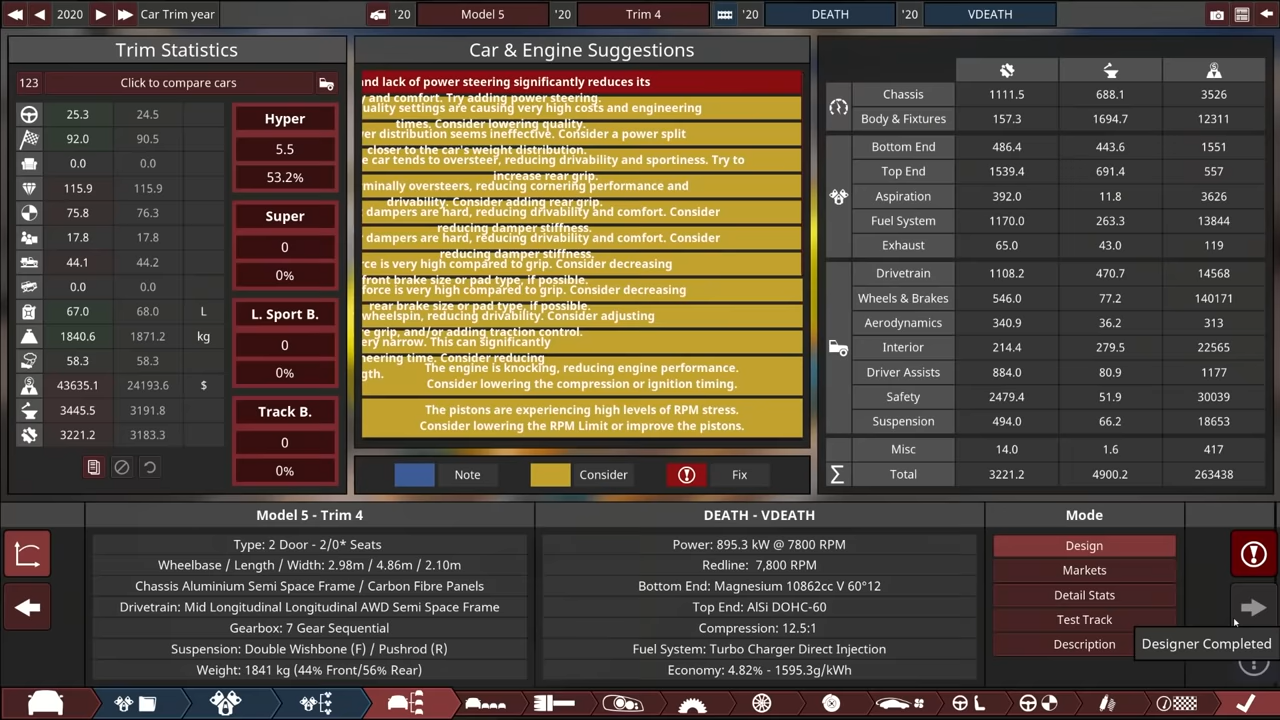 2020
Car Trim year
'20
Model 5
'20
Trim 4
'20
DEATH
'20
VDEATH
Trim Statistics
123
Click to compare cars
25.3 24.5
92.0 90.5
0.0 0.0
115.9 115.9
75.8 76.3
17.8 17.8
44.1 44.2
0.0 0.0
67.0 68.0 L
1840.6 1871.2 kg
58.3 58.3
43635.1 24193.6 $
3445.5 3191.8
3221.2 3183.3
Hyper
5.5
53.2%
Super
0
0%
L. Sport B.
0
0%
Track B.
0
0%
Car & Engine Suggestions
nd lack of power steering significantly reduces its
y and comfort. Try adding power steering.
uality settings are causing very high costs and engineering
times. Consider lowering quality.
er distribution seems ineffective. Consider a power split
closer to the car's weight distribution.
e car tends to oversteer, reducing drivability and sportiness. Try to
increase rear grip.
minally oversteers, reducing cornering performance and
drivability. Consider adding rear grip.
dampers are hard, reducing drivability and comfort. Consider
reducing damper stiffness.
dampers are hard, reducing drivability and comfort. Consider
reducing damper stiffness.
rce is very high compared to grip. Consider decreasing
front brake size or pad type, if possible.
force is very high compared to grip. Consider decreasing
rear brake size or pad type, if possible.
wheelspin, reducing drivability. Consider adjusting
e grip, and/or adding traction control.
ery narrow. This can significantly
neering time. Consider reducing
gth.
The engine is knocking, reducing engine performance.
Consider lowering the compression or ignition timing.
The pistons are experiencing high levels of RPM stress.
Consider lowering the RPM Limit or improve the pistons.
Note
Consider
Fix
Chassis 1111.5 688.1 3526
Body & Fixtures 157.3 1694.7 12311
Bottom End 486.4 443.6 1551
Top End 1539.4 691.4 557
Aspiration 392.0 11.8 3626
Fuel System 1170.0 263.3 13844
Exhaust 65.0 43.0 119
Drivetrain 1108.2 470.7 14568
Wheels & Brakes 546.0 77.2 140171
Aerodynamics 340.9 36.2 313
Interior 214.4 279.5 22565
Driver Assists 884.0 80.9 1177
Safety 2479.4 51.9 30039
Suspension 494.0 66.2 18653
Misc 14.0 1.6 417
Σ Total 3221.2 4900.2 263438
Model 5 - Trim 4
Type: 2 Door - 2/0* Seats
Wheelbase / Length / Width: 2.98m / 4.86m / 2.10m
Chassis Aluminium Semi Space Frame / Carbon Fibre Panels
Drivetrain: Mid Longitudinal Longitudinal AWD Semi Space Frame
Gearbox: 7 Gear Sequential
Suspension: Double Wishbone (F) / Pushrod (R)
Weight: 1841 kg (44% Front/56% Rear)
DEATH - VDEATH
Power: 895.3 kW @ 7800 RPM
Redline: 7,800 RPM
Bottom End: Magnesium 10862cc V 60°12
Top End: AlSi DOHC-60
Compression: 12.5:1
Fuel System: Turbo Charger Direct Injection
Economy: 4.82% - 1595.3g/kWh
Mode
Design
Markets
Detail Stats
Test Track
Description
Designer Completed